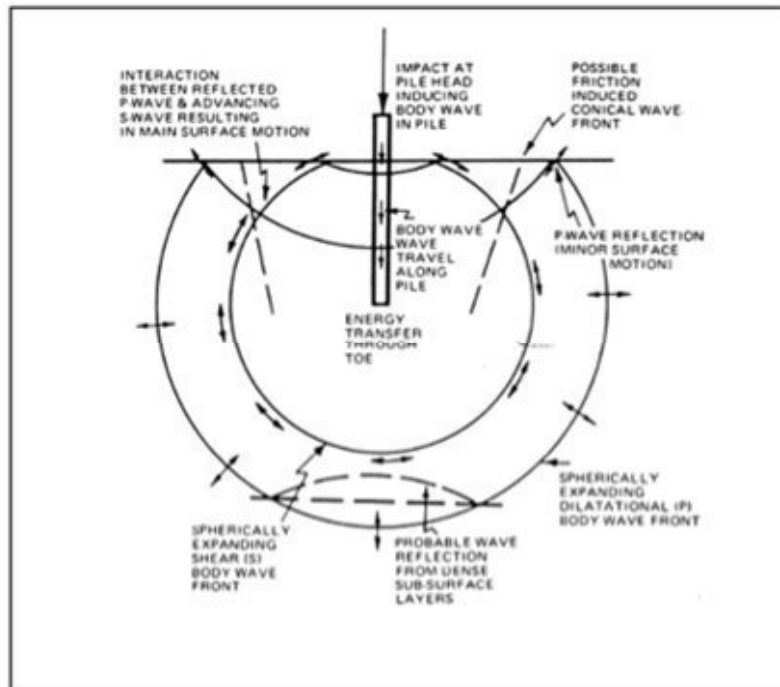 INTERACTION
BETWEEN REFLECTED
P-WAVE & ADVANCING
S-WAVE RESULTING
IN MAIN SURFACE MOTION
IMPACT AT
PILE HEAD
INDUCING
BODY WAVE
IN PILE
POSSIBLE
FRICTION
INDUCED
CONICAL WAVE
FRONT
BODY WAVE
WAVE
TRAVEL
ALONG
PILE
P-WAVE REFLECTION
(MINOR SURFACE
MOTION)
ENERGY
TRANSFER
THROUGH
TOE
SPHERICALLY
EXPANDING
SHEAR (S)
BODY WAVE
FRONT
PROBABLE WAVE
REFLECTION
FROM DENSE
SUB-SURFACE
LAYERS
SPHERICALLY
EXPANDING
DILATATIONAL (P)
BODY WAVE FRONT